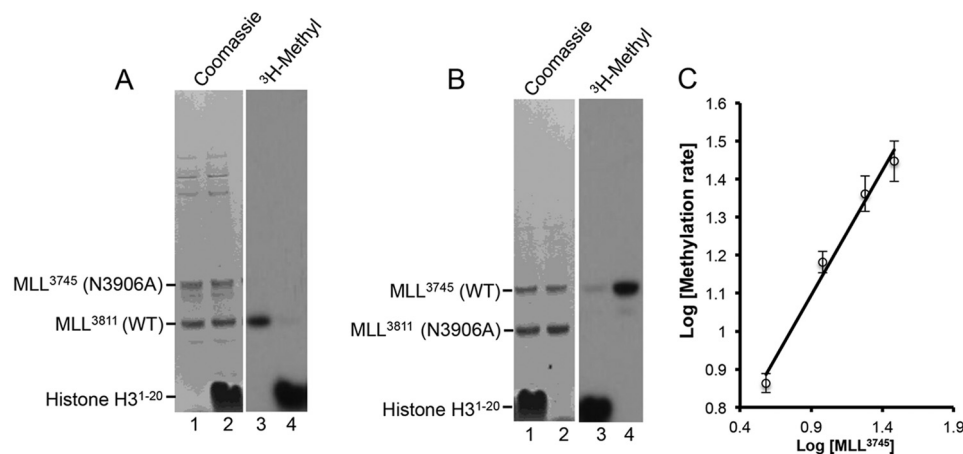 A
Coomassie
³H-Methyl
MLL³⁷⁴⁵ (N3906A)
MLL³⁸¹¹ (WT)
Histone H3¹⁻²⁰
1 2 3 4
B
Coomassie
³H-Methyl
MLL³⁷⁴⁵ (WT)
MLL³⁸¹¹ (N3906A)
Histone H3¹⁻²⁰
1 2 3 4
C
Log [Methylation rate]
1.6
1.5
1.4
1.3
1.2
1.1
1
0.9
0.8
0.4 0.9 1.4 1.9
Log [MLL³⁷⁴⁵]